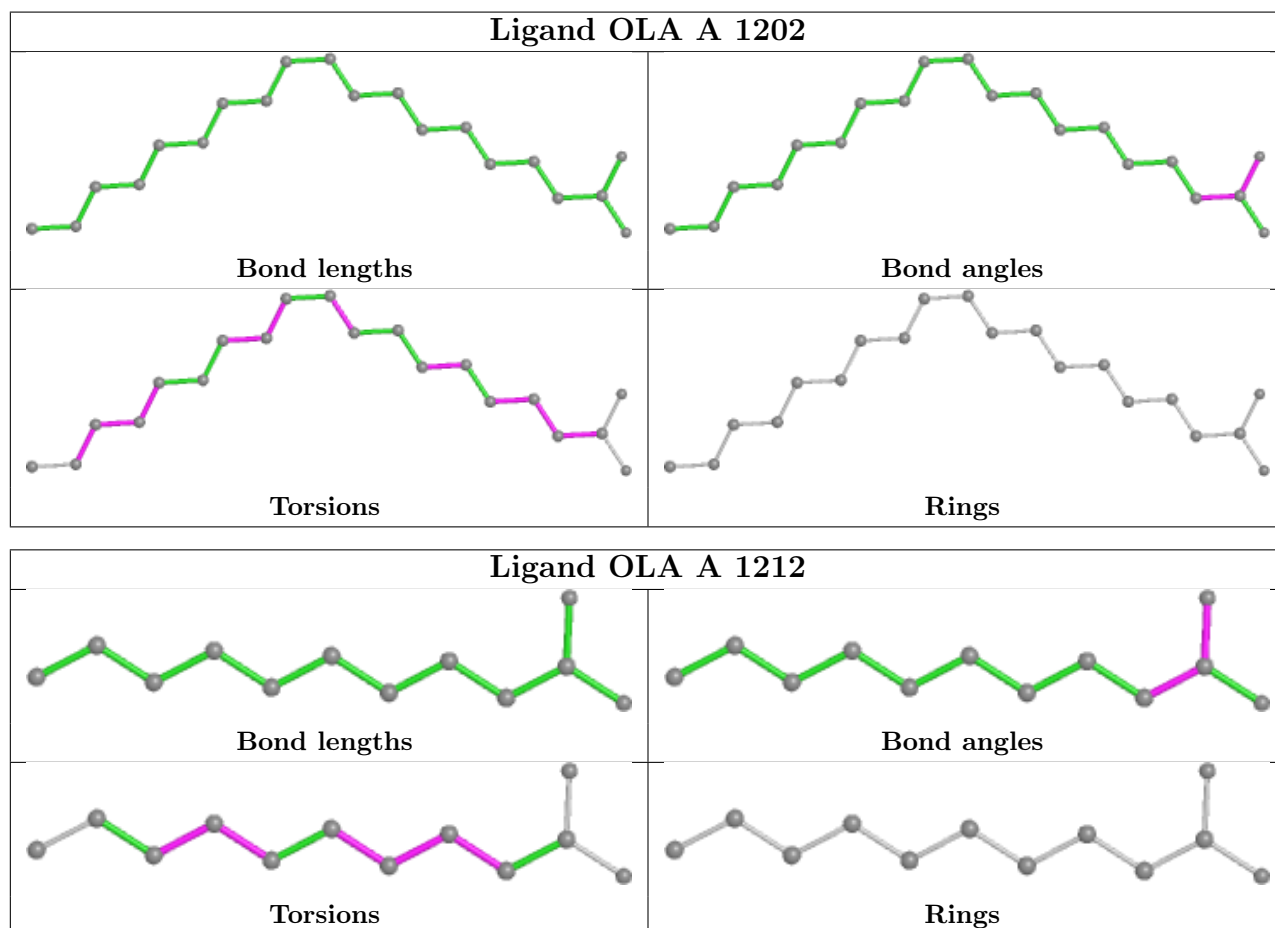 Ligand OLA A 1202
Bond lengths
Bond angles
Torsions
Rings
Ligand OLA A 1212
Bond lengths
Bond angles
Torsions
Rings